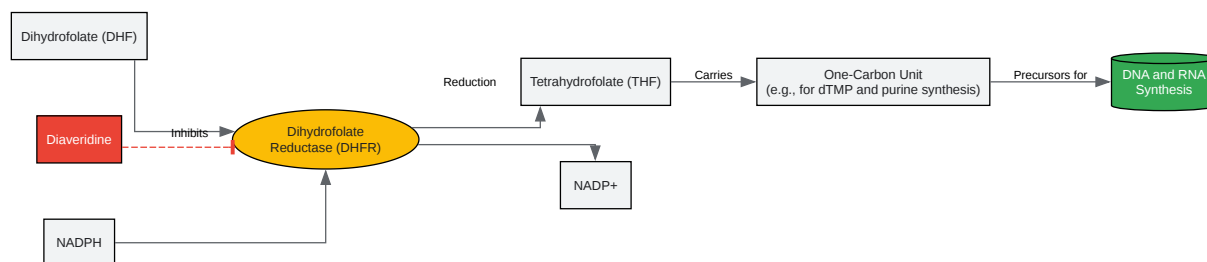 Dihydrofolate (DHF)
Diaveridine
Inhibits
NADPH
Dihydrofolate
Reductase (DHFR)
Reduction
Tetrahydrofolate (THF)
NADP+
Carries
One-Carbon Unit
(e.g., for dTMP and purine synthesis)
Precursors for
DNA and RNA
Synthesis